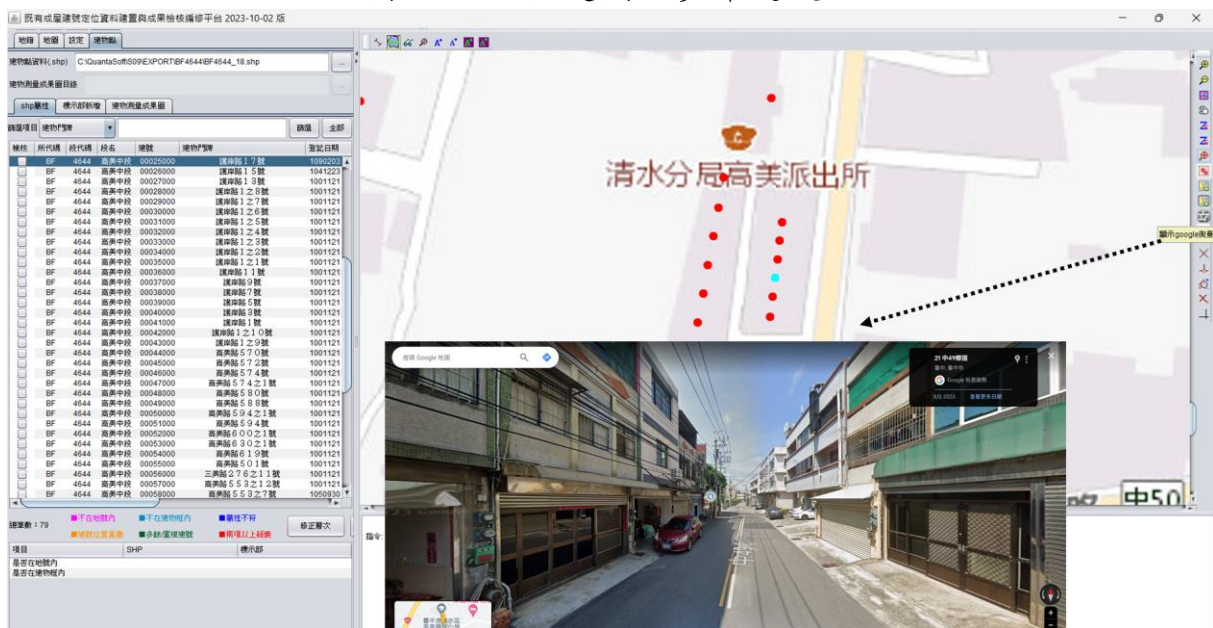 既有成屋建號定位資料建置與成果檢核編修平台 2023-10-02 版
地籍 地圖 設定 建物點
建物點資料(.shp) C:\QuantaSoft\S09\EXPORT\BF4644\BF4644_18.shp ...
建物測量成果圖目錄
shp屬性 標示部新增 建物測量成果圖
篩選項目 建物門牌 篩選 全部
檢核 所代碼 段代碼 段名 建號 建物門牌 登記日期
BF 4644 高美中段 00025000 護岸路１７號 1090203
BF 4644 高美中段 00026000 護岸路１５號 1041223
BF 4644 高美中段 00027000 護岸路１３號 1001121
BF 4644 高美中段 00028000 護岸路１之８號 1001121
BF 4644 高美中段 00029000 護岸路１之７號 1001121
BF 4644 高美中段 00030000 護岸路１之６號 1001121
BF 4644 高美中段 00031000 護岸路１之５號 1001121
BF 4644 高美中段 00032000 護岸路１之４號 1001121
BF 4644 高美中段 00033000 護岸路１之３號 1001121
BF 4644 高美中段 00034000 護岸路１之２號 1001121
BF 4644 高美中段 00035000 護岸路１之１號 1001121
BF 4644 高美中段 00036000 護岸路１１號 1001121
BF 4644 高美中段 00037000 護岸路９號 1001121
BF 4644 高美中段 00038000 護岸路７號 1001121
BF 4644 高美中段 00039000 護岸路５號 1001121
BF 4644 高美中段 00040000 護岸路３號 1001121
BF 4644 高美中段 00041000 護岸路１號 1001121
BF 4644 高美中段 00042000 護岸路１之１０號 1001121
BF 4644 高美中段 00043000 護岸路１之９號 1001121
BF 4644 高美中段 00044000 高美路５７０號 1001121
BF 4644 高美中段 00045000 高美路５７２號 1001121
BF 4644 高美中段 00046000 高美路５７４號 1001121
BF 4644 高美中段 00047000 高美路５７４之１號 1001121
BF 4644 高美中段 00048000 高美路５８０號 1001121
BF 4644 高美中段 00049000 高美路５８８號 1001121
BF 4644 高美中段 00050000 高美路５９４之１號 1001121
BF 4644 高美中段 00051000 高美路５９４號 1001121
BF 4644 高美中段 00052000 高美路６００之１號 1001121
BF 4644 高美中段 00053000 高美路６３０之１號 1001121
BF 4644 高美中段 00054000 高美路６１９號 1001121
BF 4644 高美中段 00055000 高美路５０１號 1001121
BF 4644 高美中段 00056000 三美路２７６之１１號 1001121
BF 4644 高美中段 00057000 高美路５５３之１２號 1001121
BF 4644 高美中段 00058000 高美路５５３之７號 1050930
總筆數：79
不在地號內 不在建物框內 屬性不符
建號位置重疊 多餘/重複建號 兩項以上錯誤
修正層次
項目 SHP 標示部
是否在地號內
是否在建物框內
清水分局高美派出所
顯示google街景
中50
指令:
搜尋 Google 地圖
21 中49鄉道
臺中, 臺中市
Google 街景服務
8月 2023 查看更多日期